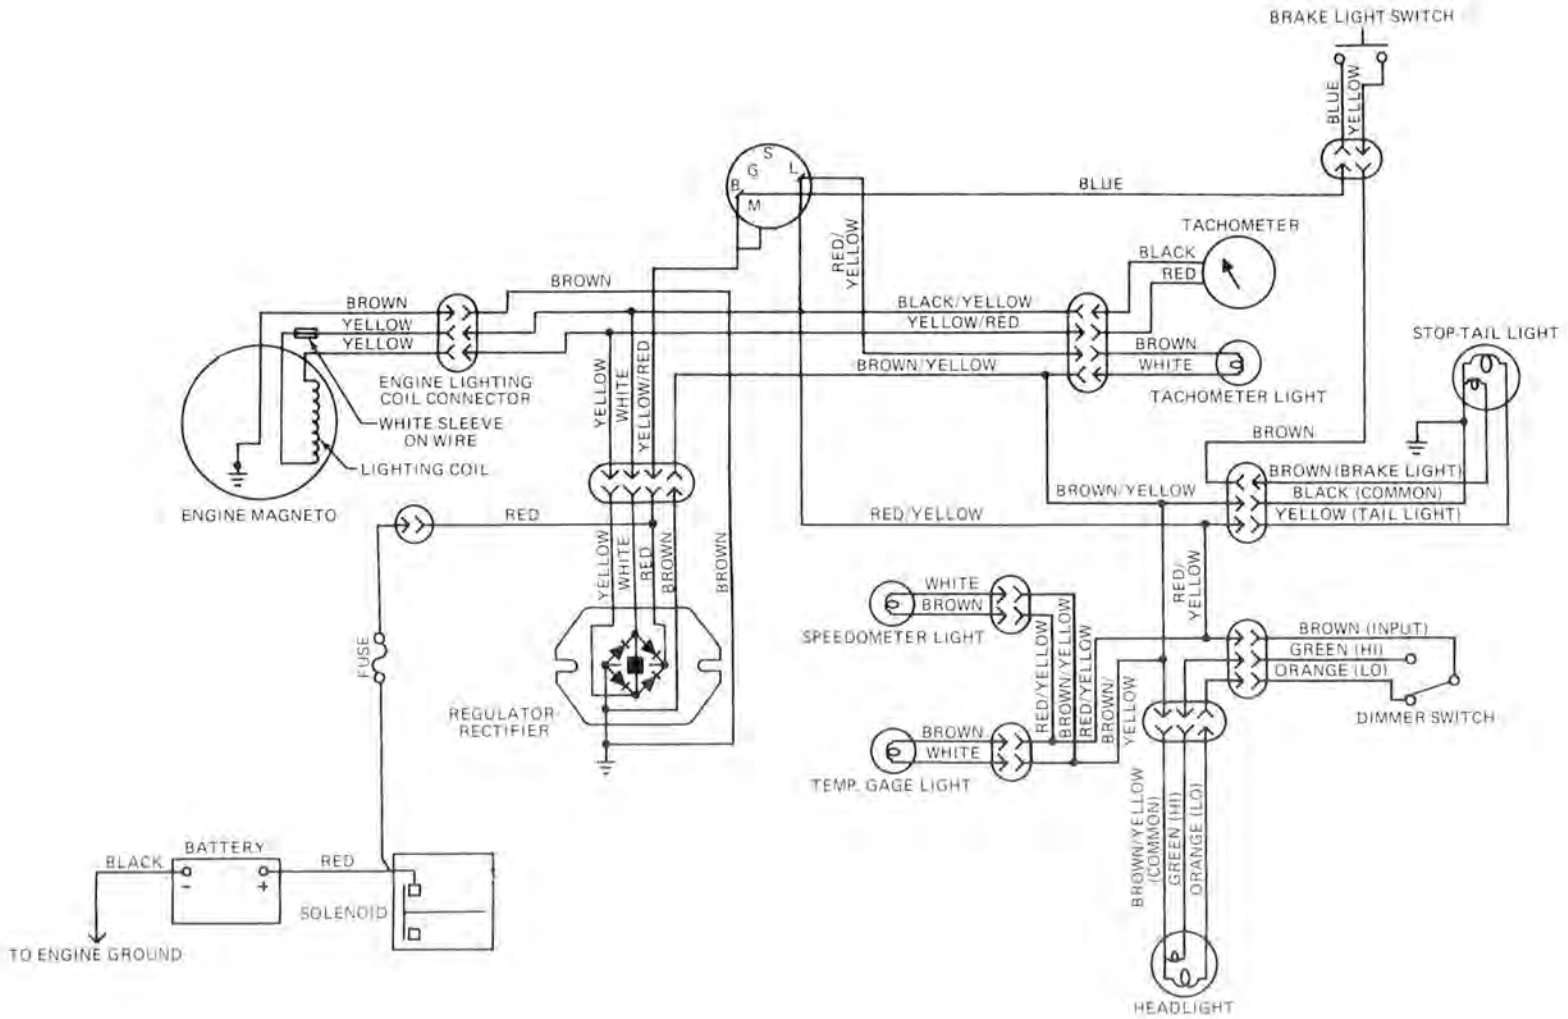 BRAKE LIGHT SWITCH
BLUE
YELLOW
S
G
L
B
M
BLUE
RED/
YELLOW
TACHOMETER
BLACK
RED
BROWN
BROWN
YELLOW
YELLOW
BLACK/YELLOW
YELLOW/RED
BROWN
WHITE
BROWN/YELLOW
STOP-TAIL LIGHT
ENGINE LIGHTING
COIL CONNECTOR
WHITE SLEEVE
ON WIRE
LIGHTING COIL
ENGINE MAGNETO
YELLOW
WHITE
YELLOW/RED
TACHOMETER LIGHT
BROWN
BROWN (BRAKE LIGHT)
BLACK (COMMON)
YELLOW (TAIL LIGHT)
BROWN/YELLOW
RED/YELLOW
RED
YELLOW
WHITE
RED
BROWN
BROWN
RED/
YELLOW
WHITE
BROWN
SPEEDOMETER LIGHT
FUSE
REGULATOR-
RECTIFIER
RED/YELLOW
BROWN/YELLOW
RED/YELLOW
BROWN/
YELLOW
BROWN (INPUT)
GREEN (HI)
ORANGE (LO)
DIMMER SWITCH
BROWN
WHITE
TEMP. GAGE LIGHT
BROWN/YELLOW
(COMMON)
GREEN (HI)
ORANGE (LO)
BATTERY
BLACK
-
+
RED
SOLENOID
TO ENGINE GROUND
HEADLIGHT